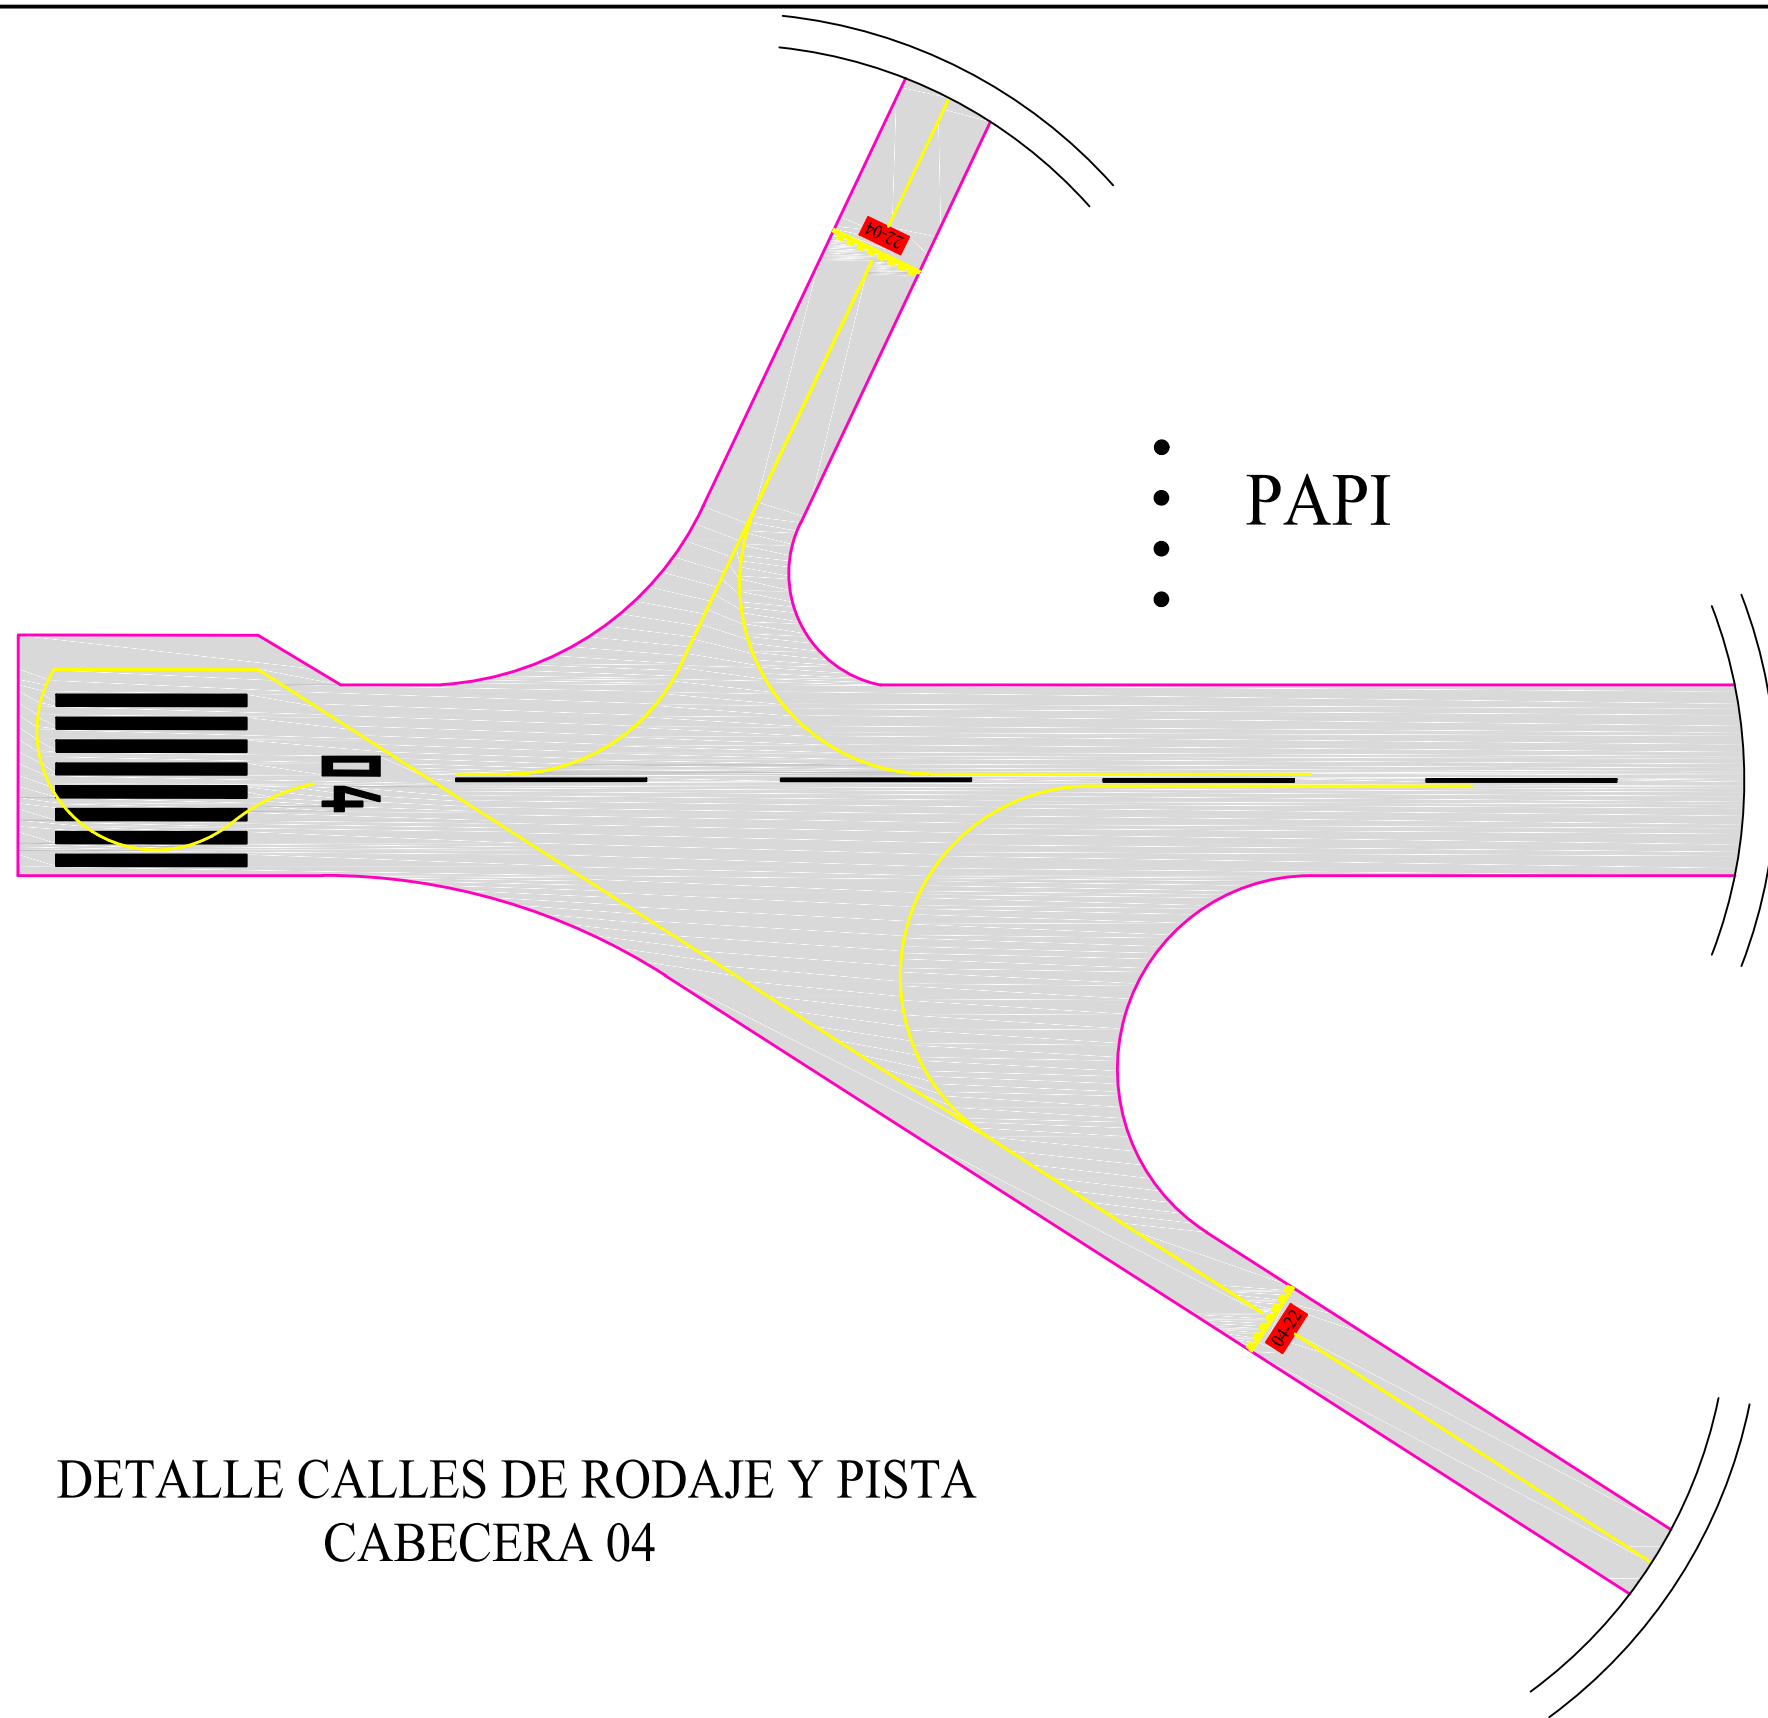 22-04
PAPI
04
04-22
DETALLE CALLES DE RODAJE Y PISTA
CABECERA 04